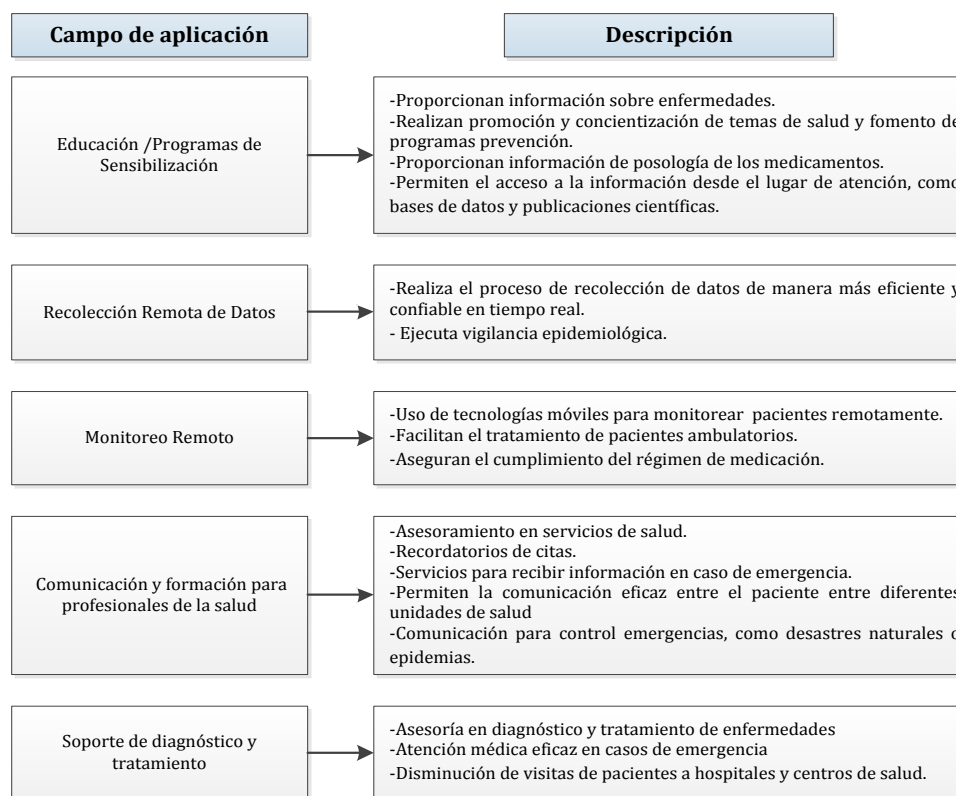 Campo de aplicación
Descripción
Educación /Programas de
Sensibilización
-Proporcionan información sobre enfermedades.
-Realizan promoción y concientización de temas de salud y fomento de
programas prevención.
-Proporcionan información de posología de los medicamentos.
-Permiten el acceso a la información desde el lugar de atención, como
bases de datos y publicaciones científicas.
Recolección Remota de Datos
-Realiza el proceso de recolección de datos de manera más eficiente y
confiable en tiempo real.
- Ejecuta vigilancia epidemiológica.
Monitoreo Remoto
-Uso de tecnologías móviles para monitorear pacientes remotamente.
-Facilitan el tratamiento de pacientes ambulatorios.
-Aseguran el cumplimiento del régimen de medicación.
Comunicación y formación para
profesionales de la salud
-Asesoramiento en servicios de salud.
-Recordatorios de citas.
-Servicios para recibir información en caso de emergencia.
-Permiten la comunicación eficaz entre el paciente entre diferentes
unidades de salud
-Comunicación para control emergencias, como desastres naturales o
epidemias.
Soporte de diagnóstico y
tratamiento
-Asesoría en diagnóstico y tratamiento de enfermedades
-Atención médica eficaz en casos de emergencia
-Disminución de visitas de pacientes a hospitales y centros de salud.